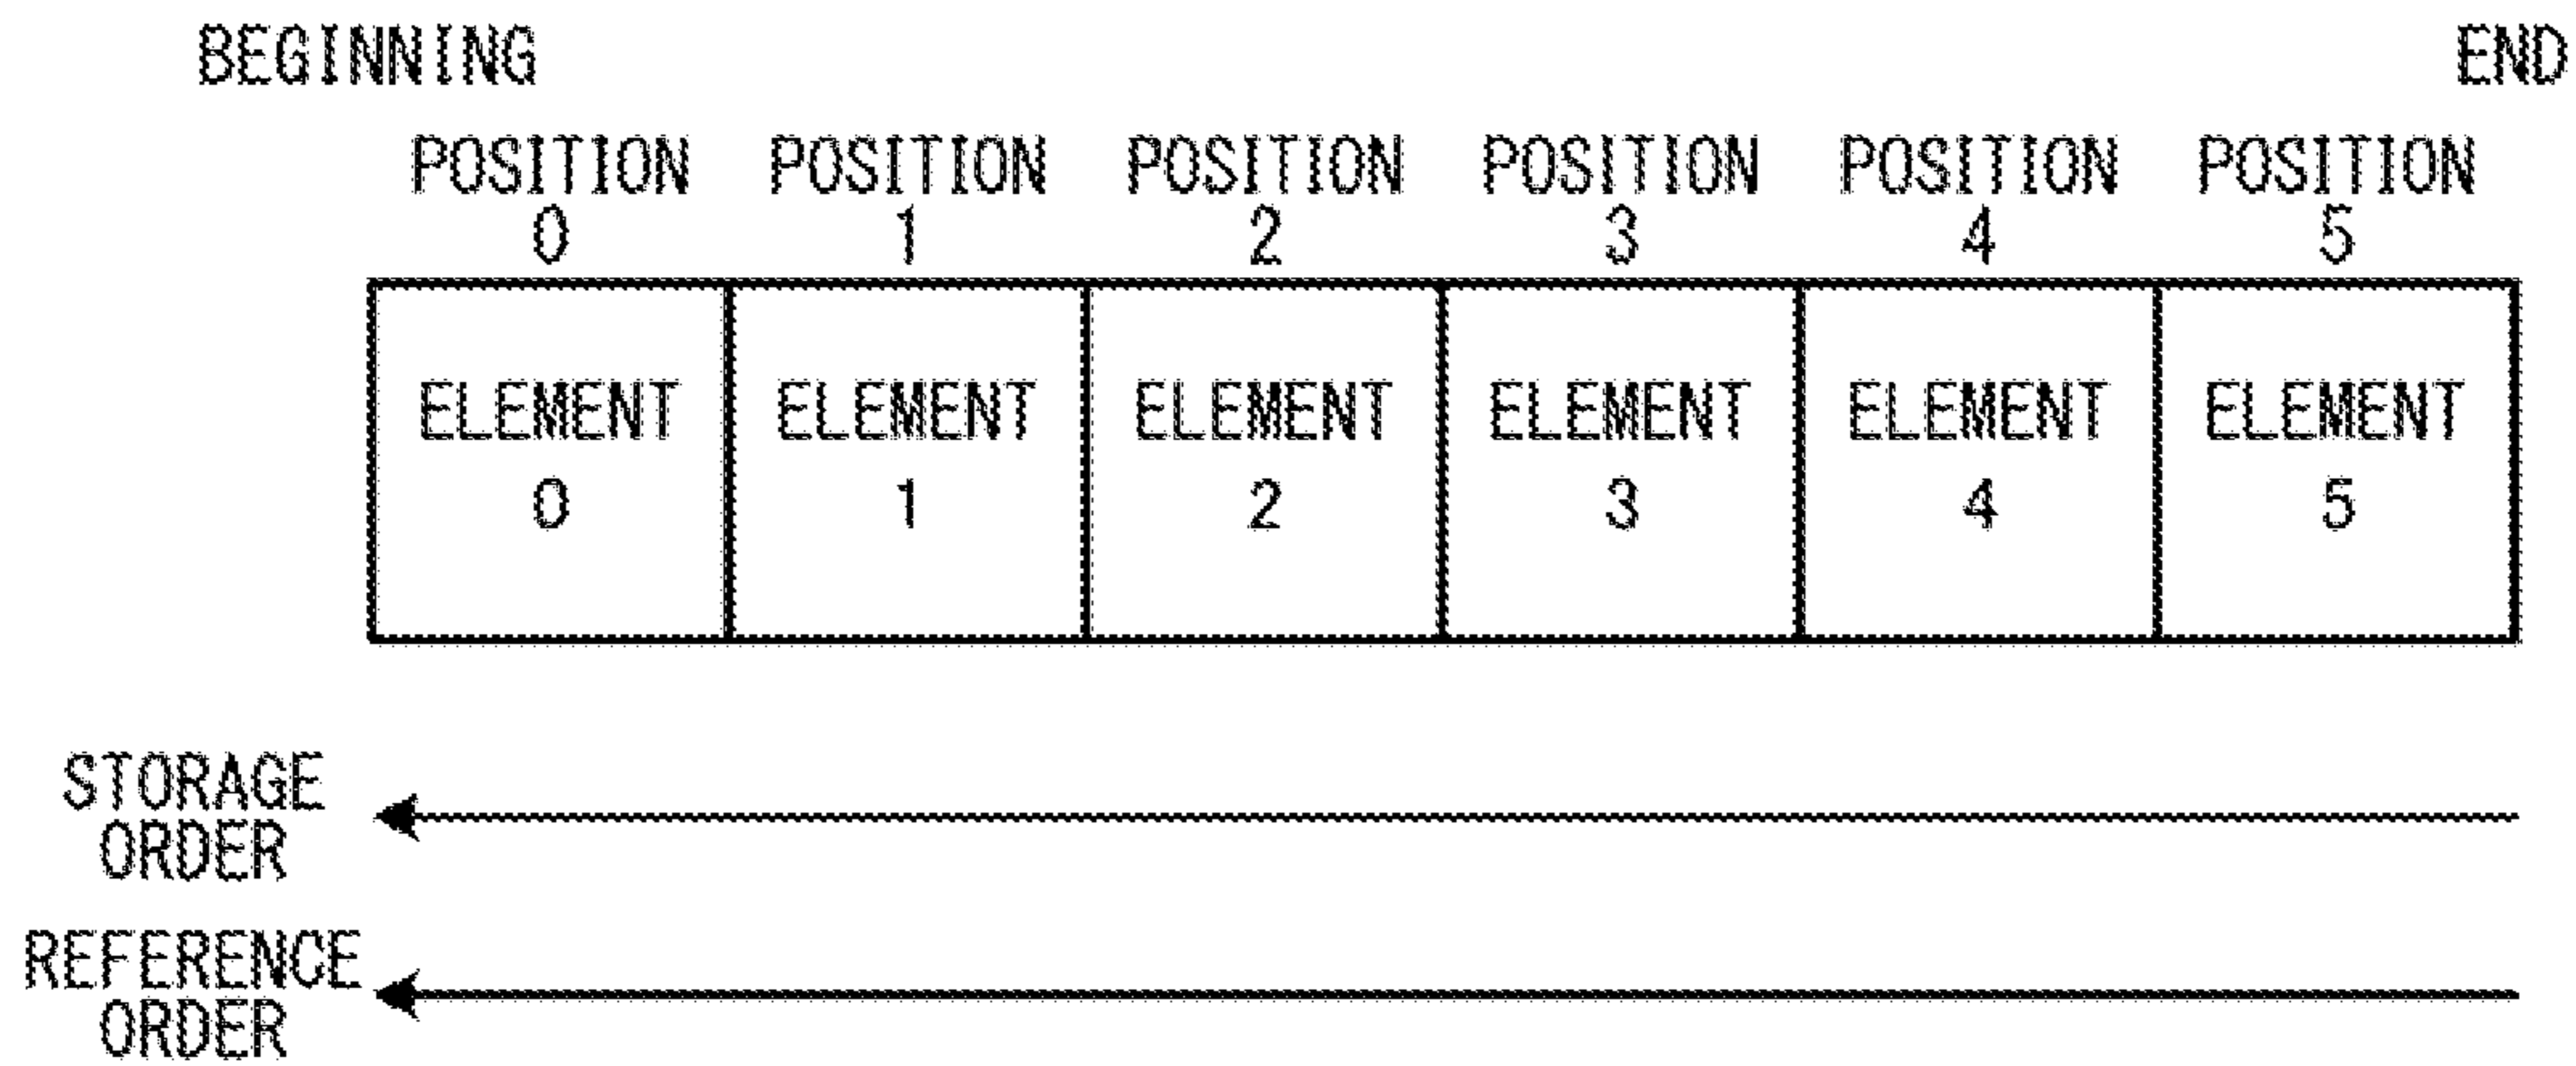 BEGINNING END
POSITION POSITION POSITION POSITION POSITION POSITION
0 1 2 3 4 5
ELEMENT ELEMENT ELEMENT ELEMENT ELEMENT ELEMENT
0 1 2 3 4 5
STORAGE
ORDER
REFERENCE
ORDER